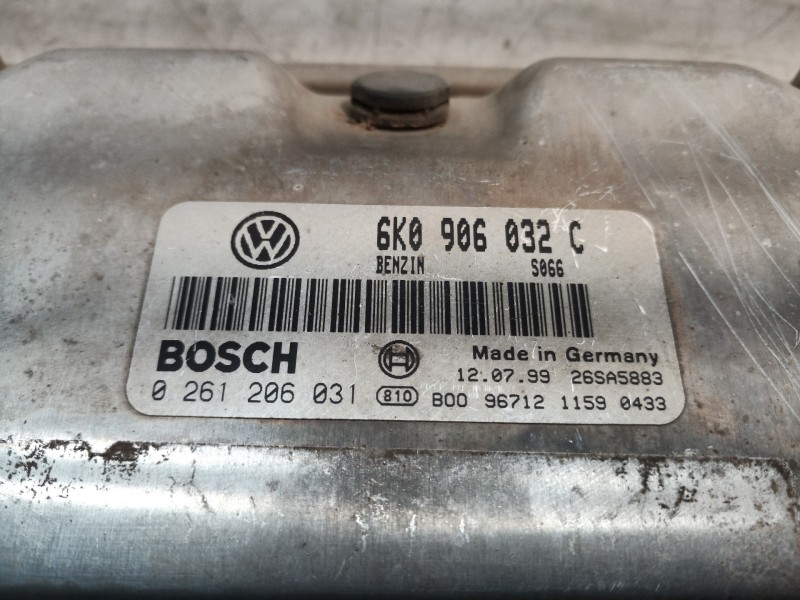 6K0 906 032 C
BENZIN S066
BOSCH
Made in Germany
12.07.99 26SA5883
0 261 206 031 810 B00 96712 1159 0433